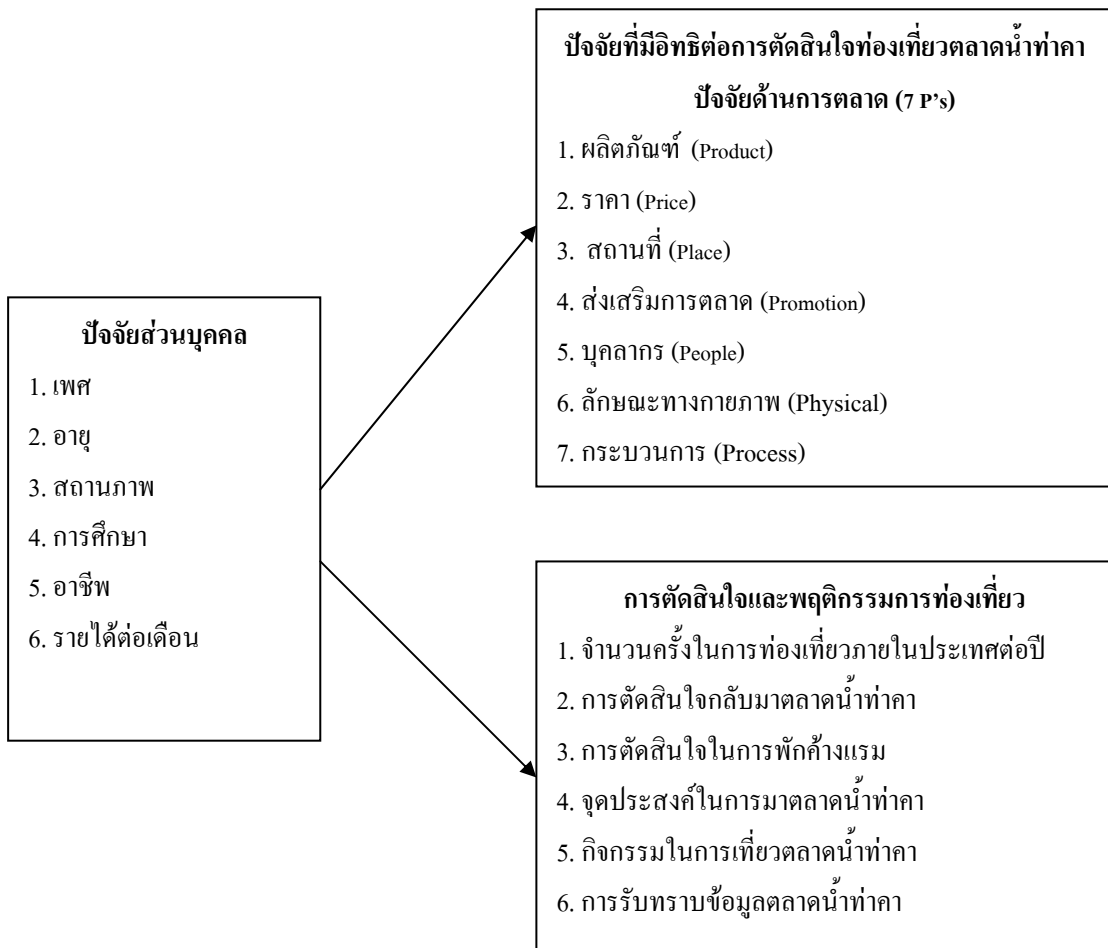 ปัจจัยที่มีอิทธิต่อการตัดสินใจท่องเที่ยวตลาดน้ำท่าคา
ปัจจัยด้านการตลาด (7 P’s)
1. ผลิตภัณฑ์ (Product)
2. ราคา (Price)
3. สถานที่ (Place)
4. ส่งเสริมการตลาด (Promotion)
5. บุคลากร (People)
6. ลักษณะทางกายภาพ (Physical)
7. กระบวนการ (Process)
ปัจจัยส่วนบุคคล
1. เพศ
2. อายุ
3. สถานภาพ
4. การศึกษา
5. อาชีพ
6. รายได้ต่อเดือน
การตัดสินใจและพฤติกรรมการท่องเที่ยว
1. จำนวนครั้งในการท่องเที่ยวภายในประเทศต่อปี
2. การตัดสินใจกลับมาตลาดน้ำท่าคา
3. การตัดสินใจในการพักค้างแรม
4. จุดประสงค์ในการมาตลาดน้ำท่าคา
5. กิจกรรมในการเที่ยวตลาดน้ำท่าคา
6. การรับทราบข้อมูลตลาดน้ำท่าคา